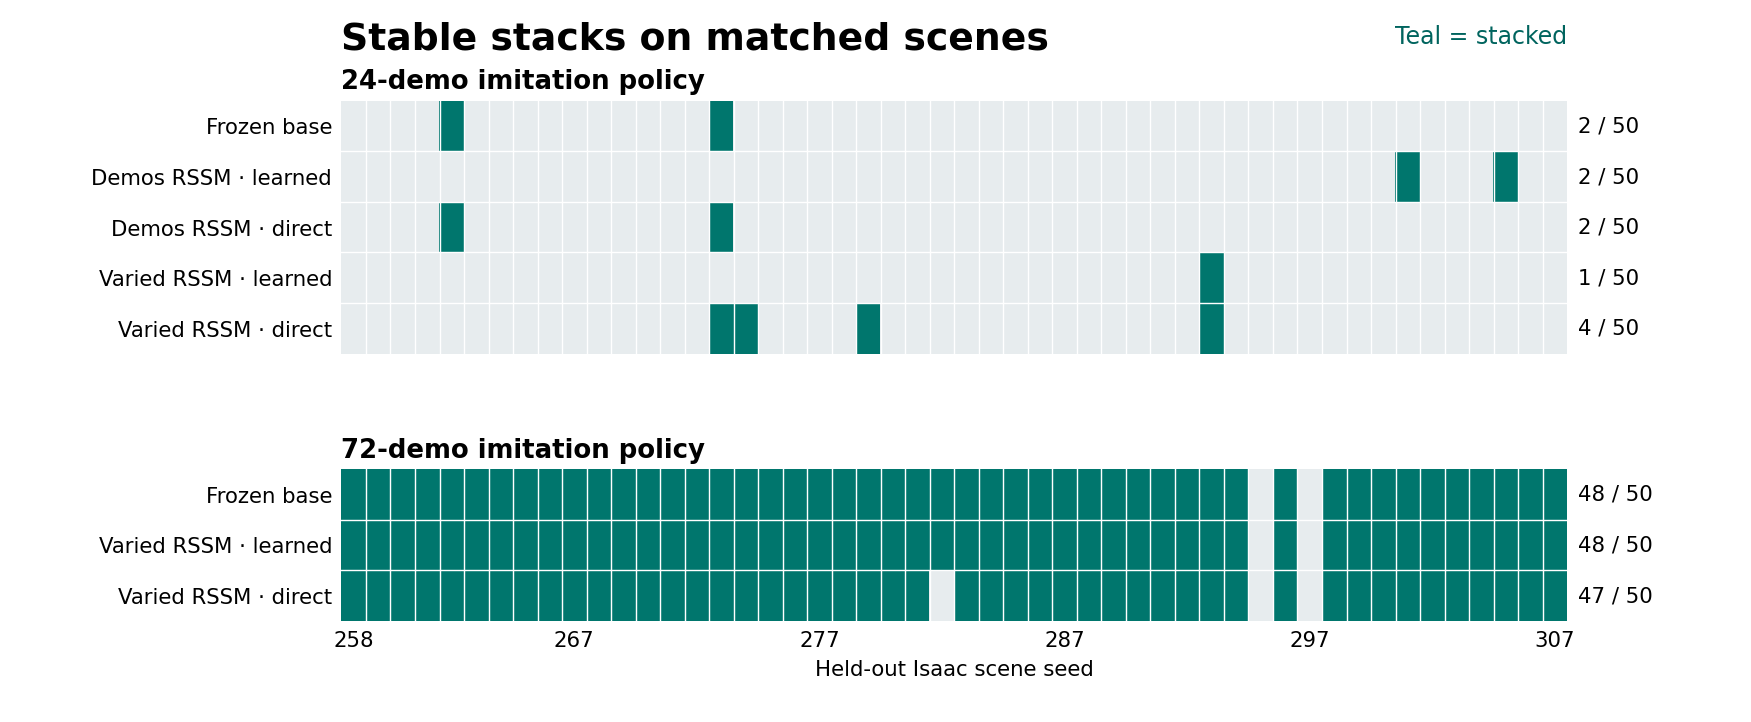 Stable stacks on matched scenes
Teal = stacked
24-demo imitation policy
Frozen base 2 / 50
Demos RSSM · learned 2 / 50
Demos RSSM · direct 2 / 50
Varied RSSM · learned 1 / 50
Varied RSSM · direct 4 / 50
72-demo imitation policy
Frozen base 48 / 50
Varied RSSM · learned 48 / 50
Varied RSSM · direct 47 / 50
258 267 277 287 297 307
Held-out Isaac scene seed